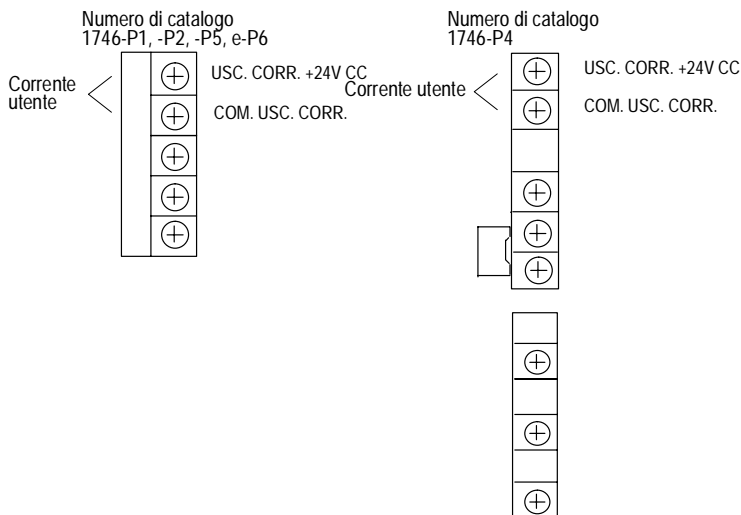 Numero di catalogo
1746-P1, -P2, -P5, e-P6
Corrente
utente
USC. CORR. +24V CC
COM. USC. CORR.
Numero di catalogo
1746-P4
Corrente utente
USC. CORR. +24V CC
COM. USC. CORR.